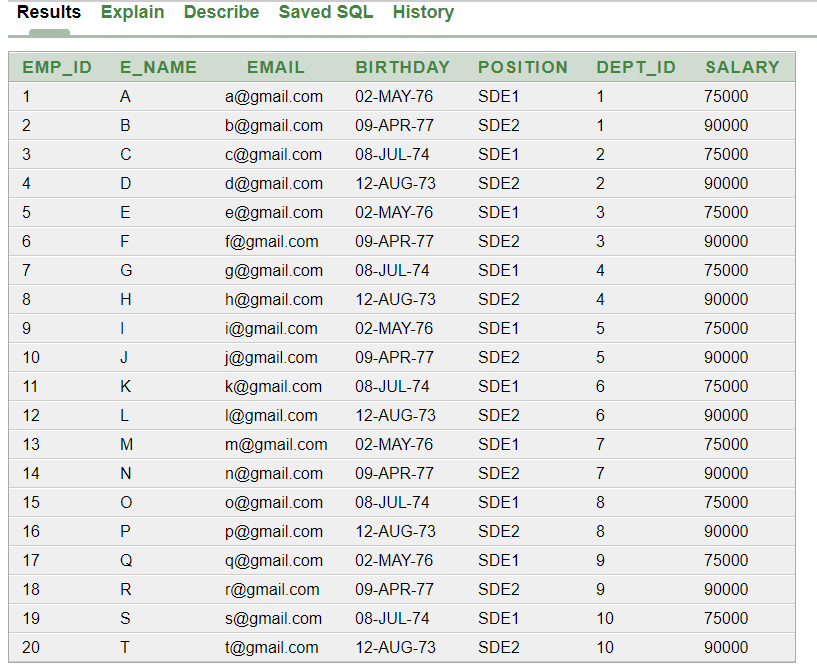 Results Explain Describe Saved SQL History
EMP_ID E_NAME EMAIL BIRTHDAY POSITION DEPT_ID SALARY
1 A a@gmail.com 02-MAY-76 SDE1 1 75000
2 B b@gmail.com 09-APR-77 SDE2 1 90000
3 C c@gmail.com 08-JUL-74 SDE1 2 75000
4 D d@gmail.com 12-AUG-73 SDE2 2 90000
5 E e@gmail.com 02-MAY-76 SDE1 3 75000
6 F f@gmail.com 09-APR-77 SDE2 3 90000
7 G g@gmail.com 08-JUL-74 SDE1 4 75000
8 H h@gmail.com 12-AUG-73 SDE2 4 90000
9 I i@gmail.com 02-MAY-76 SDE1 5 75000
10 J j@gmail.com 09-APR-77 SDE2 5 90000
11 K k@gmail.com 08-JUL-74 SDE1 6 75000
12 L l@gmail.com 12-AUG-73 SDE2 6 90000
13 M m@gmail.com 02-MAY-76 SDE1 7 75000
14 N n@gmail.com 09-APR-77 SDE2 7 90000
15 O o@gmail.com 08-JUL-74 SDE1 8 75000
16 P p@gmail.com 12-AUG-73 SDE2 8 90000
17 Q q@gmail.com 02-MAY-76 SDE1 9 75000
18 R r@gmail.com 09-APR-77 SDE2 9 90000
19 S s@gmail.com 08-JUL-74 SDE1 10 75000
20 T t@gmail.com 12-AUG-73 SDE2 10 90000